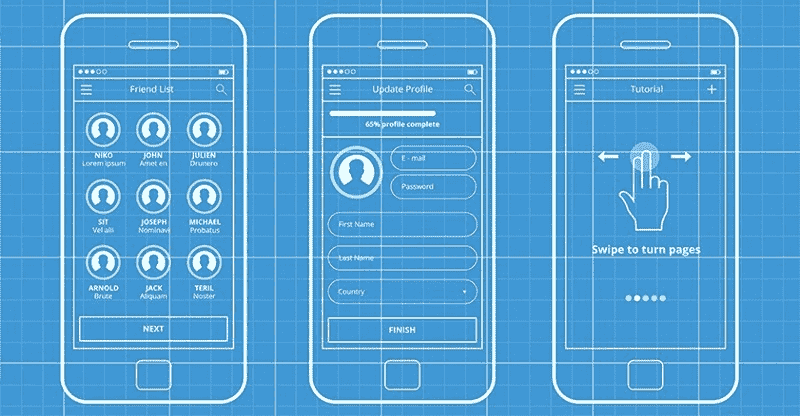 Friend List
NIKO
Lorem ipsum
JOHN
Amet en
JULIEN
Drunero
SIT
Vel alii
JOSEPH
Nominavi
MICHAEL
Probatus
ARNOLD
Brute
JACK
Aliquam
TERIL
Noster
NEXT
Update Profile
65% profile complete
E - mail
Password
First Name
Last Name
Country
FINISH
Tutorial
Swipe to turn pages